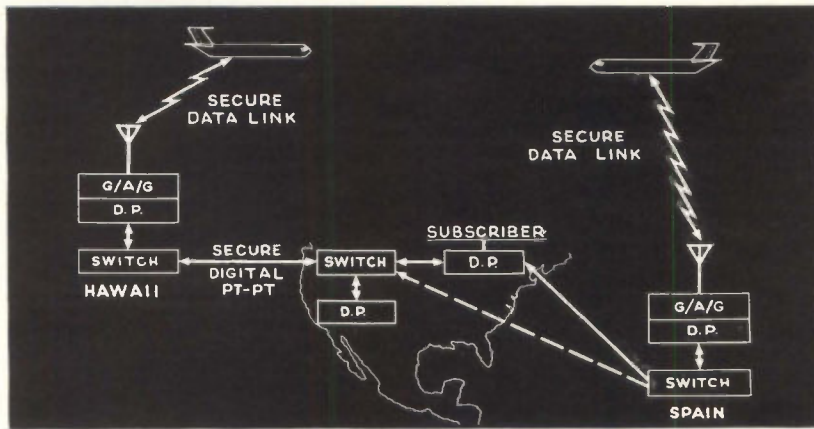 SECURE
DATA LINK
G/A/G
D.P.
SWITCH
HAWAII
SECURE
DIGITAL
PT-PT
SWITCH
D.P.
SUBSCRIBER
D.P.
SECURE
DATA LINK
G/A/G
D.P.
SWITCH
SPAIN